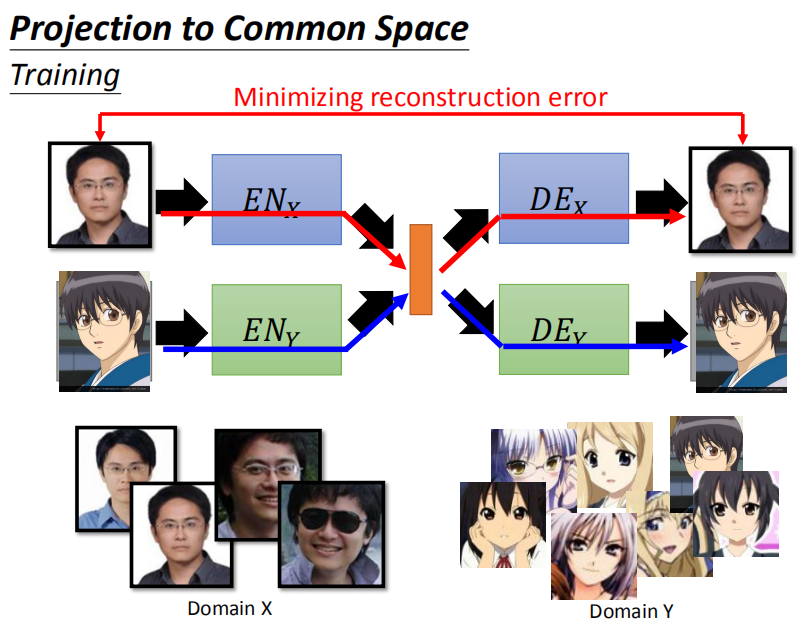 Projection to Common Space
Training
Minimizing reconstruction error
EN_X
DE_X
EN_Y
DE_Y
Domain X
Domain Y